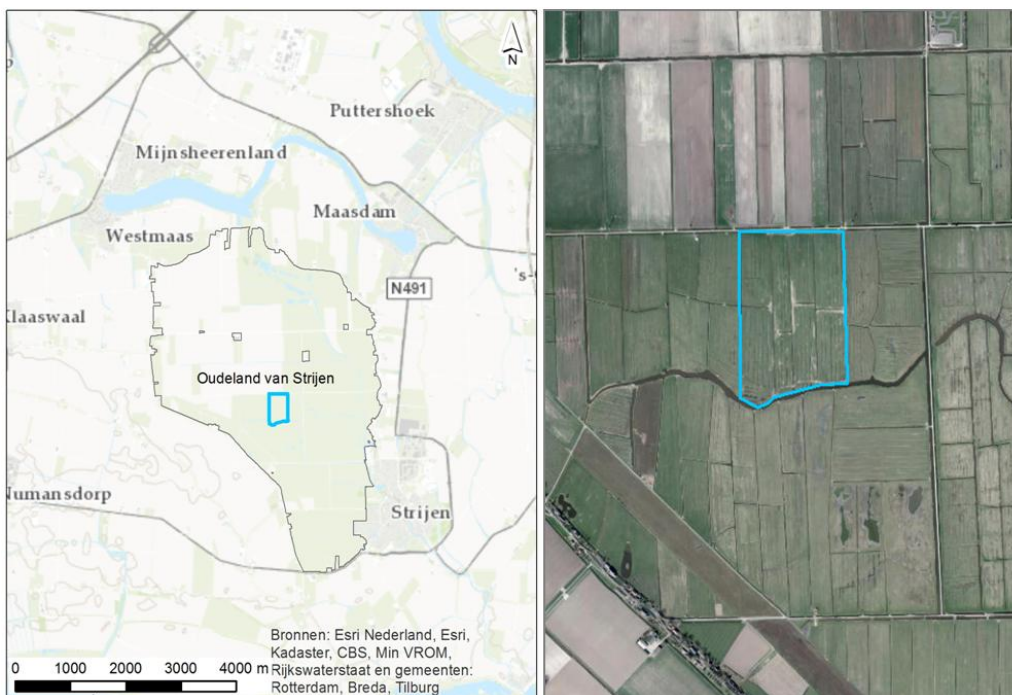 N
Puttershoek
Mijnsheerenland
Maasdam
Westmaas
's-
N491
Klaaswaal
Oudeland van Strijen
Numansdorp
Strijen
Bronnen: Esri Nederland, Esri,
Kadaster, CBS, Min VROM,
Rijkswaterstaat en gemeenten:
Rotterdam, Breda, Tilburg
0 1000 2000 3000 4000 m